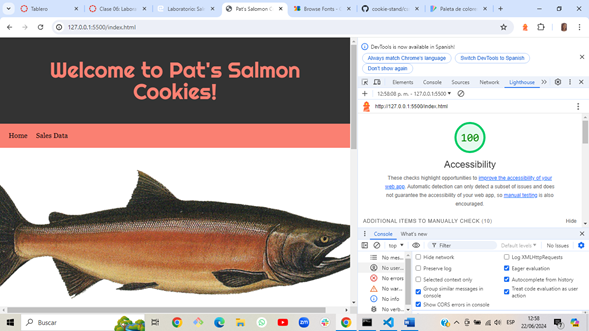 Tablero
Clase 06: Labora
Laboratorio: Sal
Pat's Salmon C
Browse Fonts - G
cookie-stand/c
Paleta de colore
127.0.0.1:5500/index.html
Welcome to Pat's Salmon
Cookies!
Home Sales Data
DevTools is now available in Spanish!
Always match Chrome's language
Switch DevTools to Spanish
Don't show again
Elements Console Sources Network Lighthouse
12:58:08 p. m. - 127.0.0.1:5500
http://127.0.0.1:5500/index.html
100
Accessibility
These checks highlight opportunities to improve the accessibility of your
web app. Automatic detection can only detect a subset of issues and does
not guarantee the accessibility of your web app, so manual testing is also
encouraged.
ADDITIONAL ITEMS TO MANUALLY CHECK (10) Hide
Console What's new
top Filter Default levels No Issues
No mes...
No user...
No errors
No war...
No info
No verb...
Hide network
Preserve log
Selected context only
Group similar messages in
console
Show CORS errors in console
Log XMLHttpRequests
Eager evaluation
Autocomplete from history
Treat code evaluation as user
action
Buscar
ESP
12:58
22/06/2024